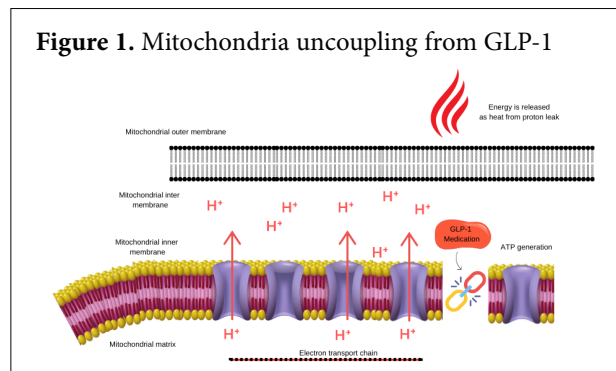 Figure 1. Mitochondria uncoupling from GLP-1
Energy is released
as heat from proton leak
Mitochondrial outer membrane
Mitochondrial inter
membrane
H+
H+
H+
H+
H+
H+
H+
GLP-1
Medication
ATP generation
Mitochondrial inner
membrane
H+
H+
H+
Mitochondrial matrix
Electron transport chain